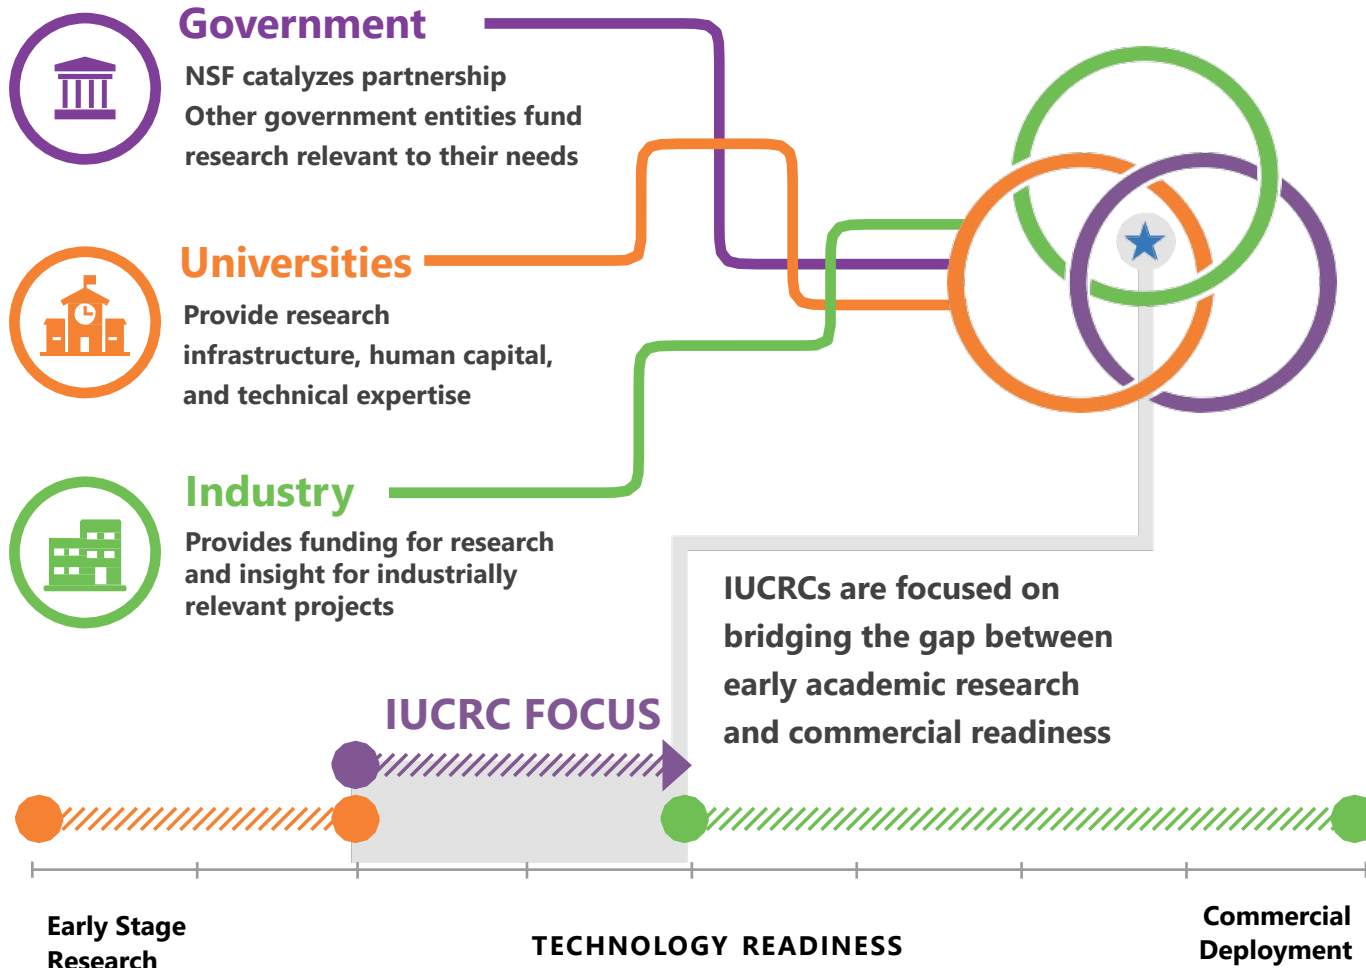 Government
NSF catalyzes partnership
Other government entities fund
research relevant to their needs
Universities
Provide research
infrastructure, human capital,
and technical expertise
Industry
Provides funding for research
and insight for industrially
relevant projects
IUCRCs are focused on
bridging the gap between
early academic research
and commercial readiness
IUCRC FOCUS
Early Stage
Research
TECHNOLOGY READINESS
Commercial
Deployment